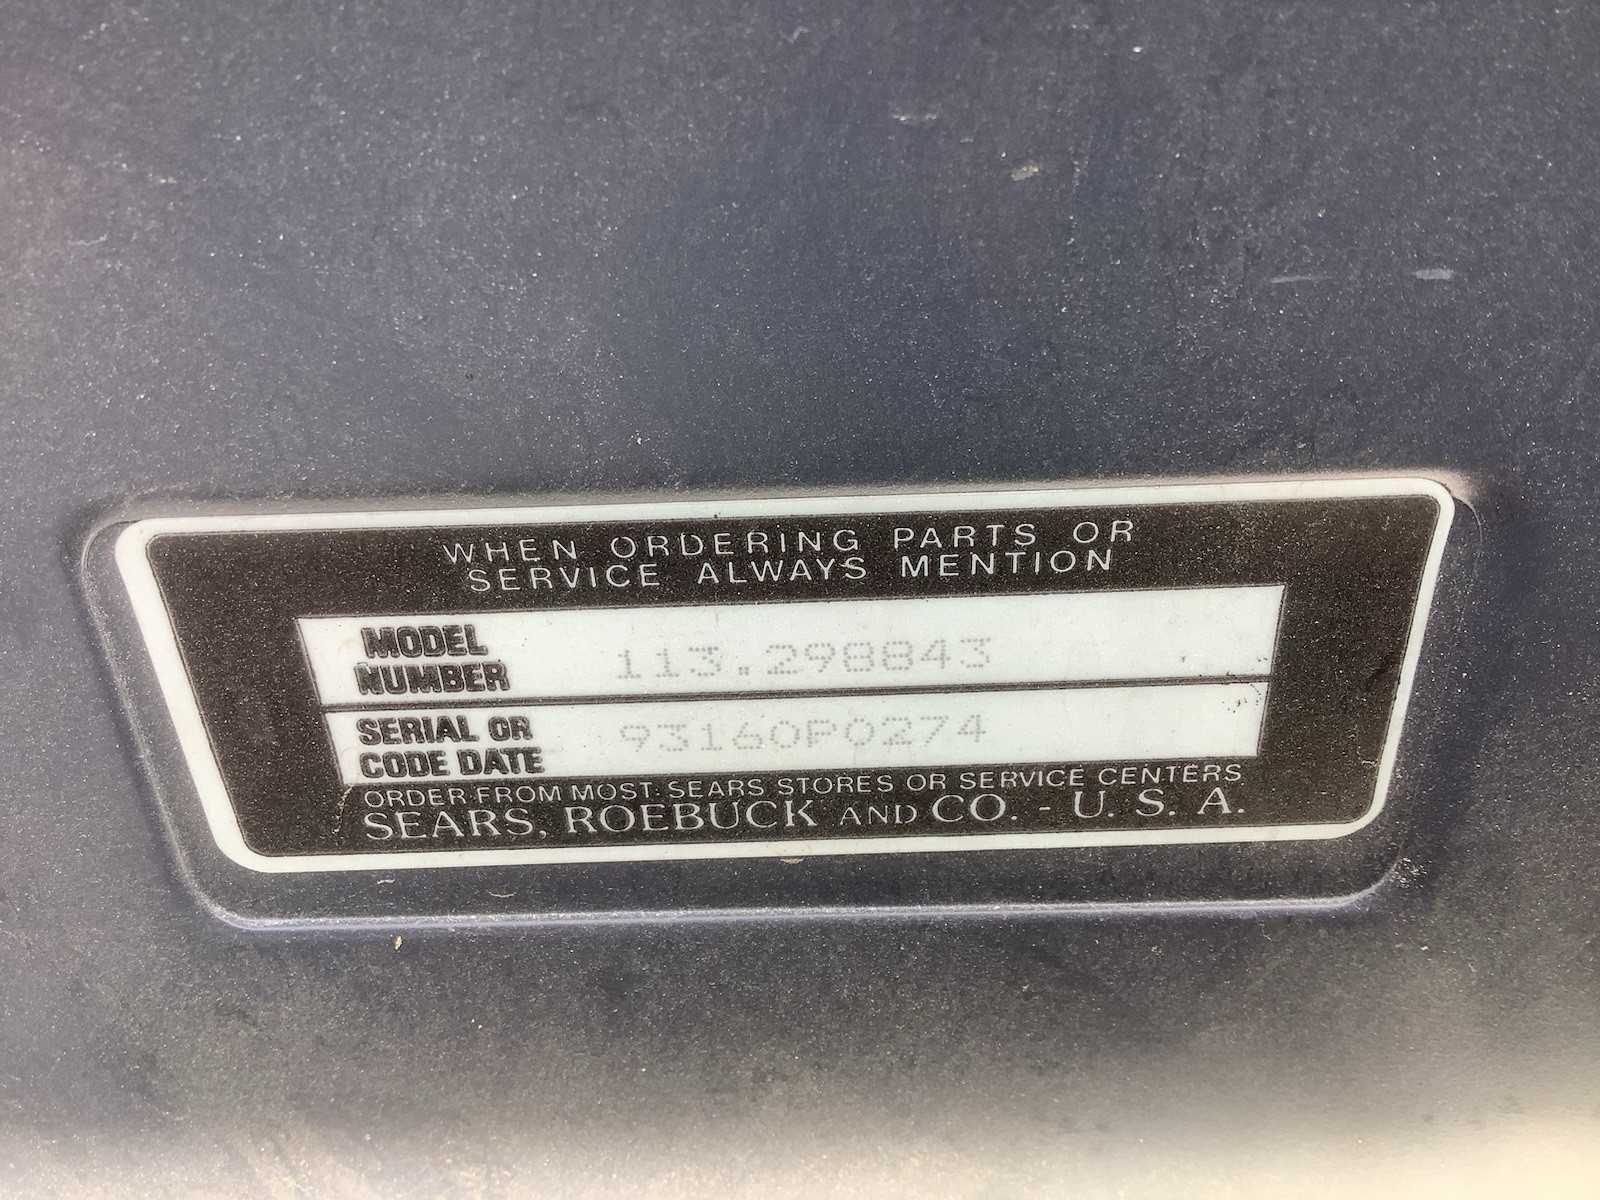 WHEN ORDERING PARTS OR
SERVICE ALWAYS MENTION
MODEL
NUMBER 113.298843
SERIAL OR
CODE DATE 93160P0274
ORDER FROM MOST SEARS STORES OR SERVICE CENTERS
SEARS, ROEBUCK AND CO. - U. S. A.